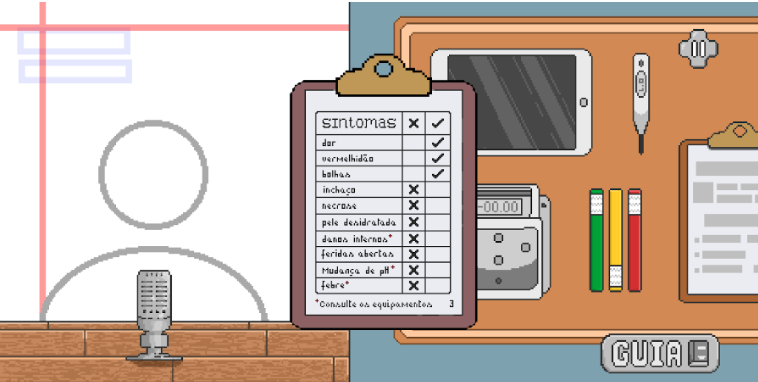 sintomas
dor
vermelhidão
bolhas
inchaço
necrose
pele desidratada
danos internos*
feridas abertas
Mudança de pH*
febre*
*Consulte os equipamentos 3
-00.00
GUIA